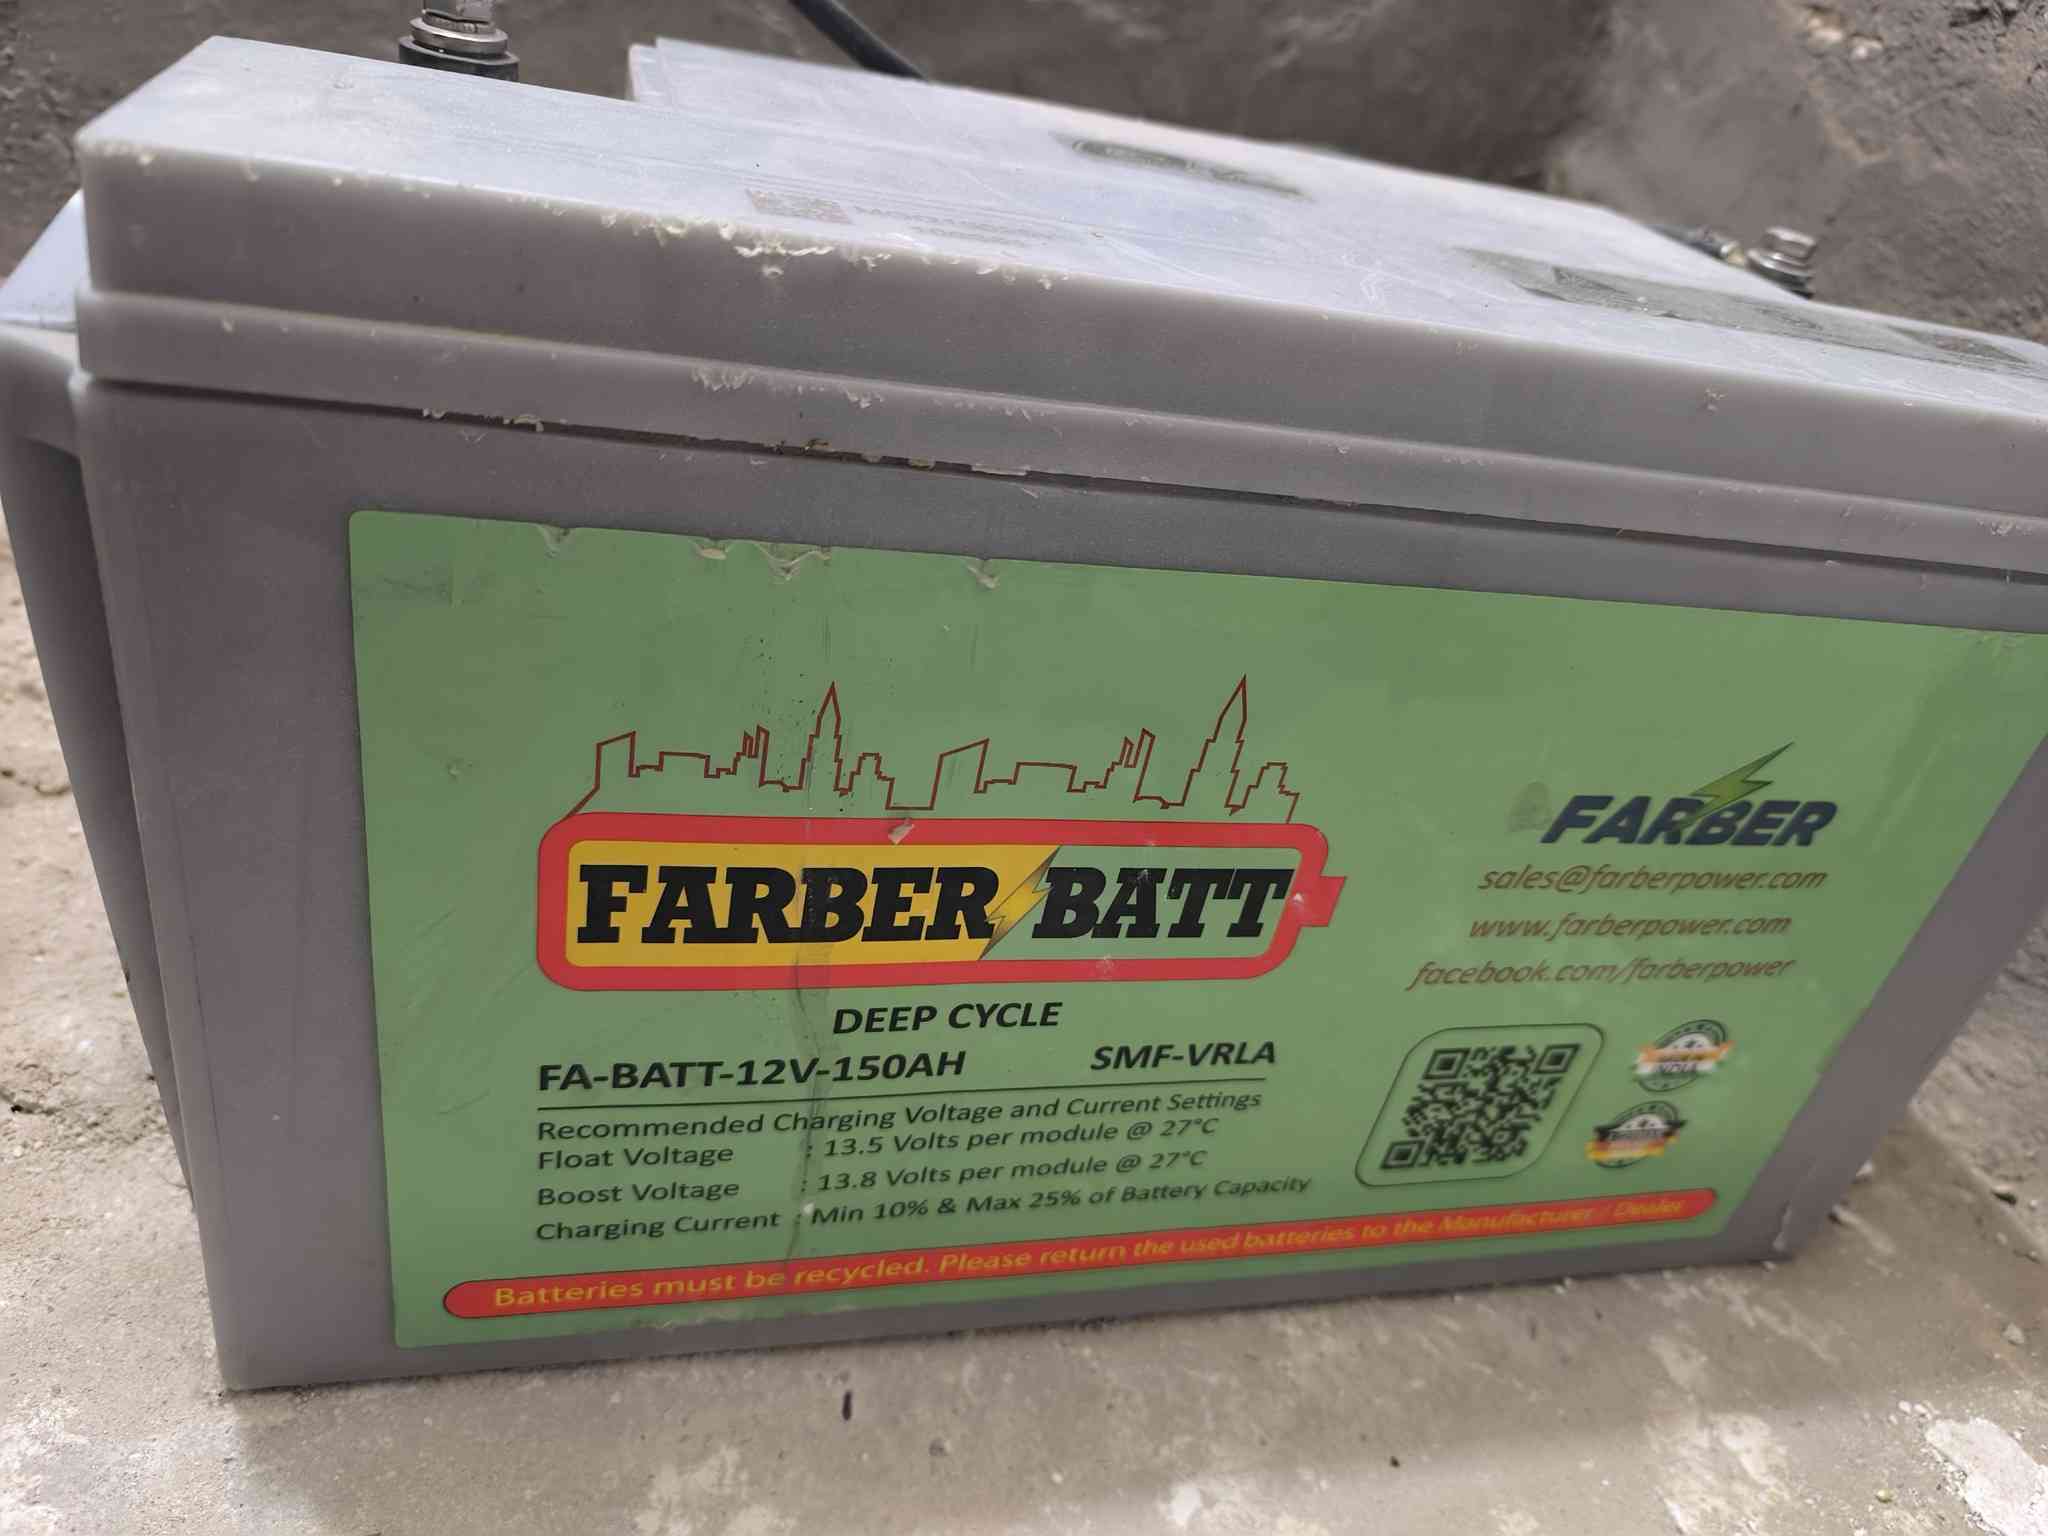 FARBER BATT
DEEP CYCLE
FA-BATT-12V-150AH SMF-VRLA
Recommended Charging Voltage and Current Settings
Float Voltage : 13.5 Volts per module @ 27°C
Boost Voltage : 13.8 Volts per module @ 27°C
Charging Current : Min 10% & Max 25% of Battery Capacity
FARBER
sales@farberpower.com
www.farberpower.com
facebook.com/farberpower
INDIA
Batteries must be recycled. Please return the used batteries to the Manufacturer / Dealer